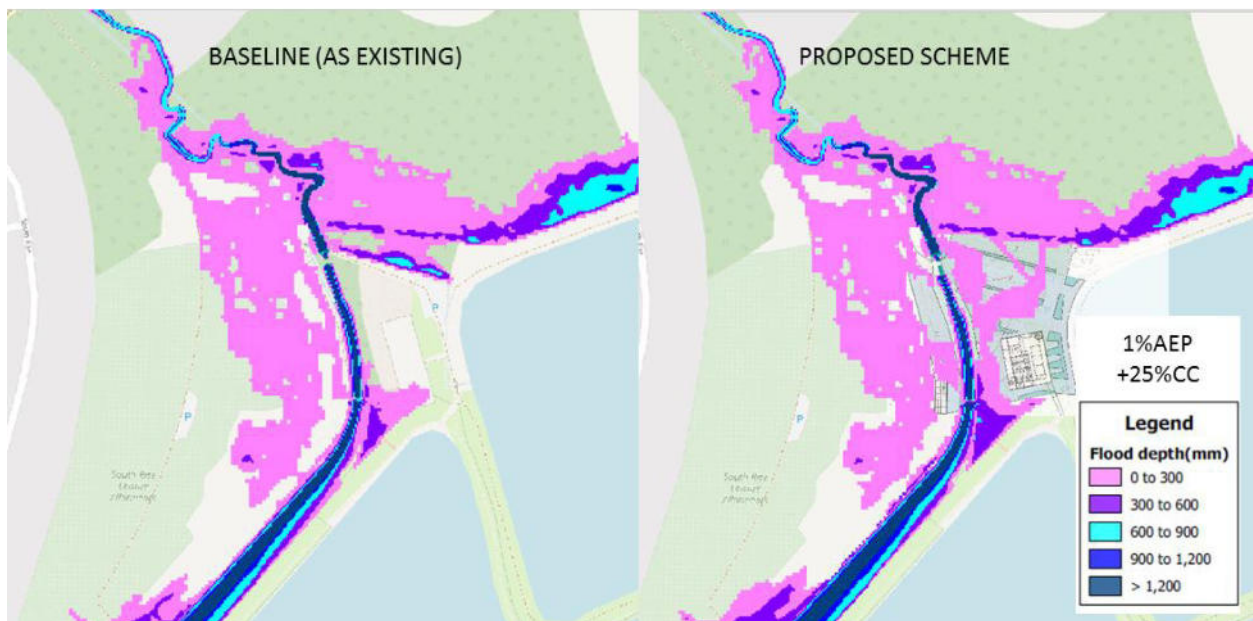 BASELINE (AS EXISTING)
PROPOSED SCHEME
P
P
P
1%AEP
+25%CC
Legend
Flood depth(mm)
0 to 300
300 to 600
600 to 900
900 to 1,200
> 1,200